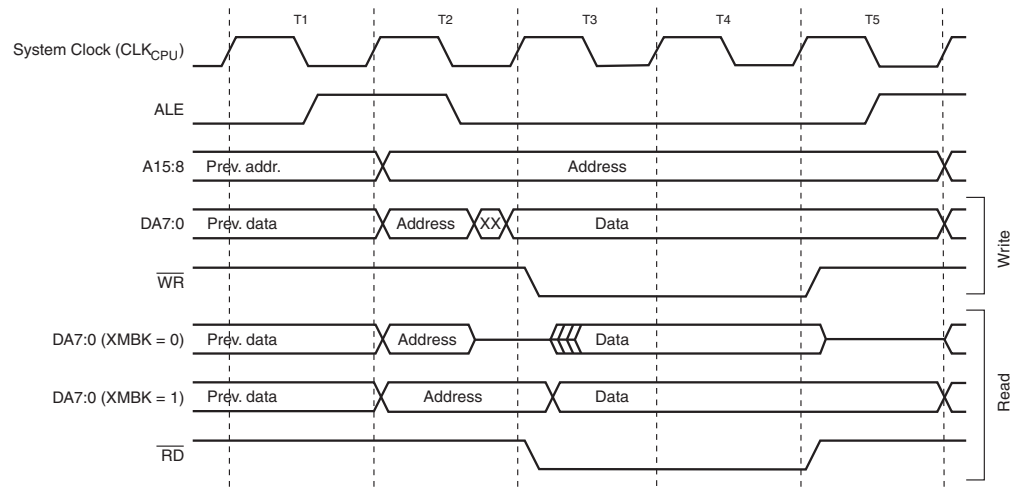 T1 T2 T3 T4 T5
System Clock (CLKCPU)
ALE
A15:8 Prev. addr. Address
DA7:0 Prev. data Address XX Data
WR
Write
DA7:0 (XMBK = 0) Prev. data Address Data
DA7:0 (XMBK = 1) Prev. data Address Data
RD
Read